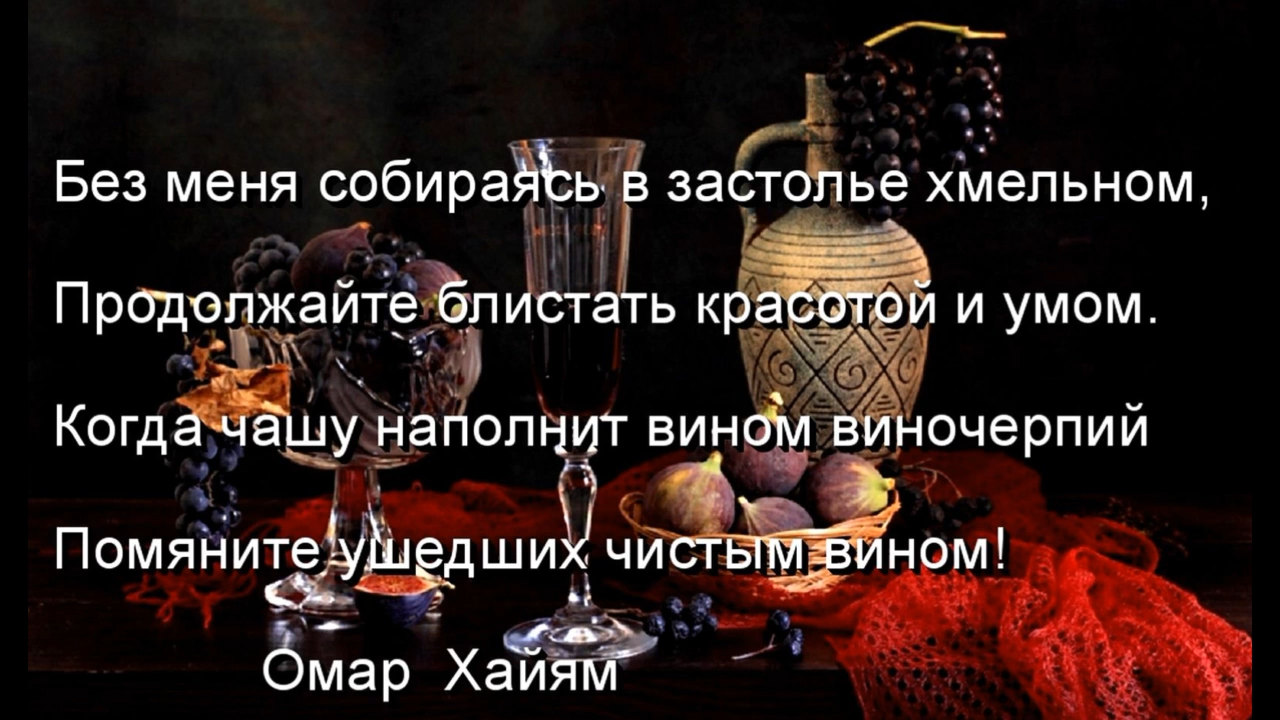 Без меня собираясь в застолье хмельном,
Продолжайте блистать красотой и умом.
Когда чашу наполнит вином виночерпий
Помяните ушедших чистым вином!
Омар Хайям